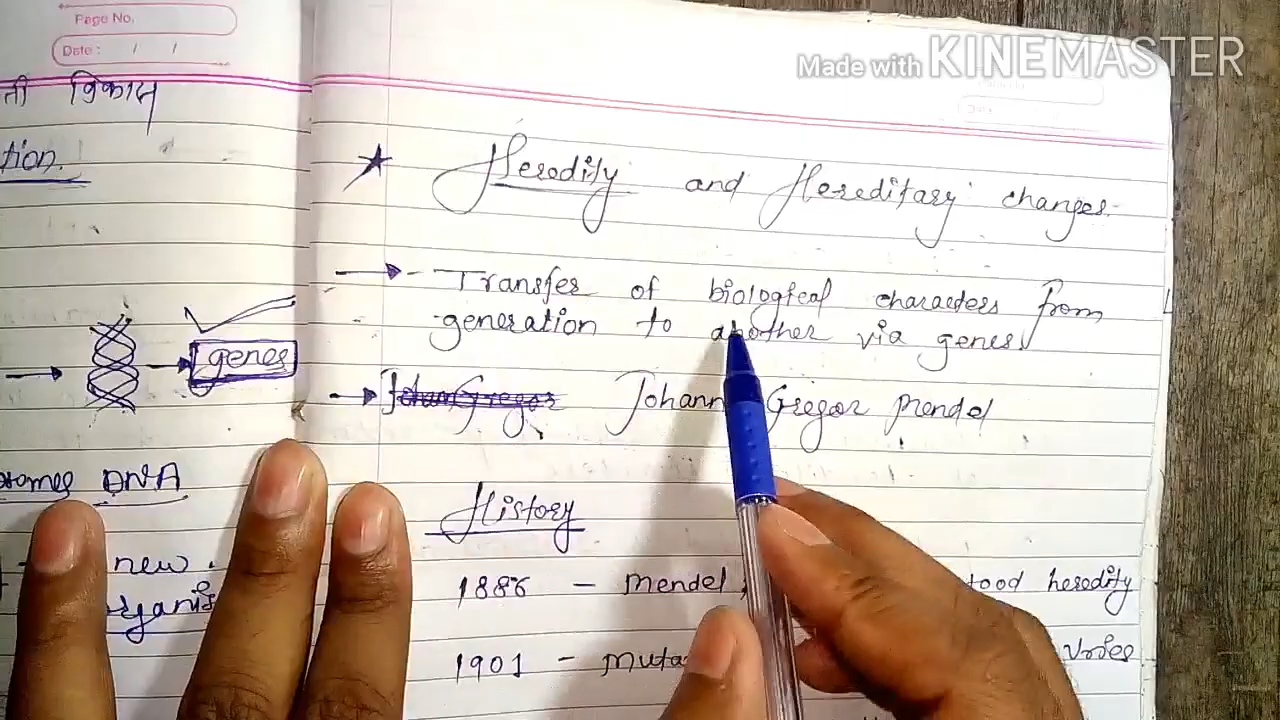 Page No.
Date : / /
ती विकास
tion.
genes
DNA
new.
Made with KINEMASTER
Heredity and Hereditary changes.
- Transfer of biological characters from
generation to another via genes.
Johann Gregor Mendel
History
1886 - Mendel, heredity
1901 - Muta Vries